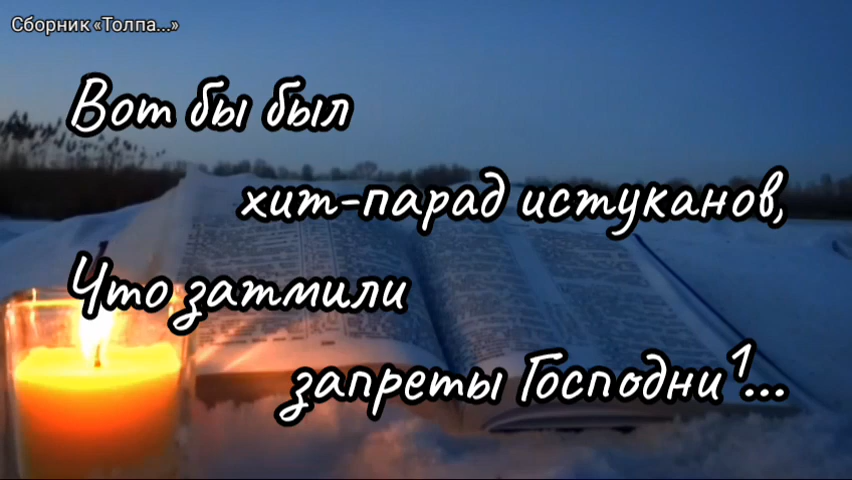 Сборник «Толпа...»
Вот бы был
хит-парад истуканов,
Что затмили
запреты Господни¹...